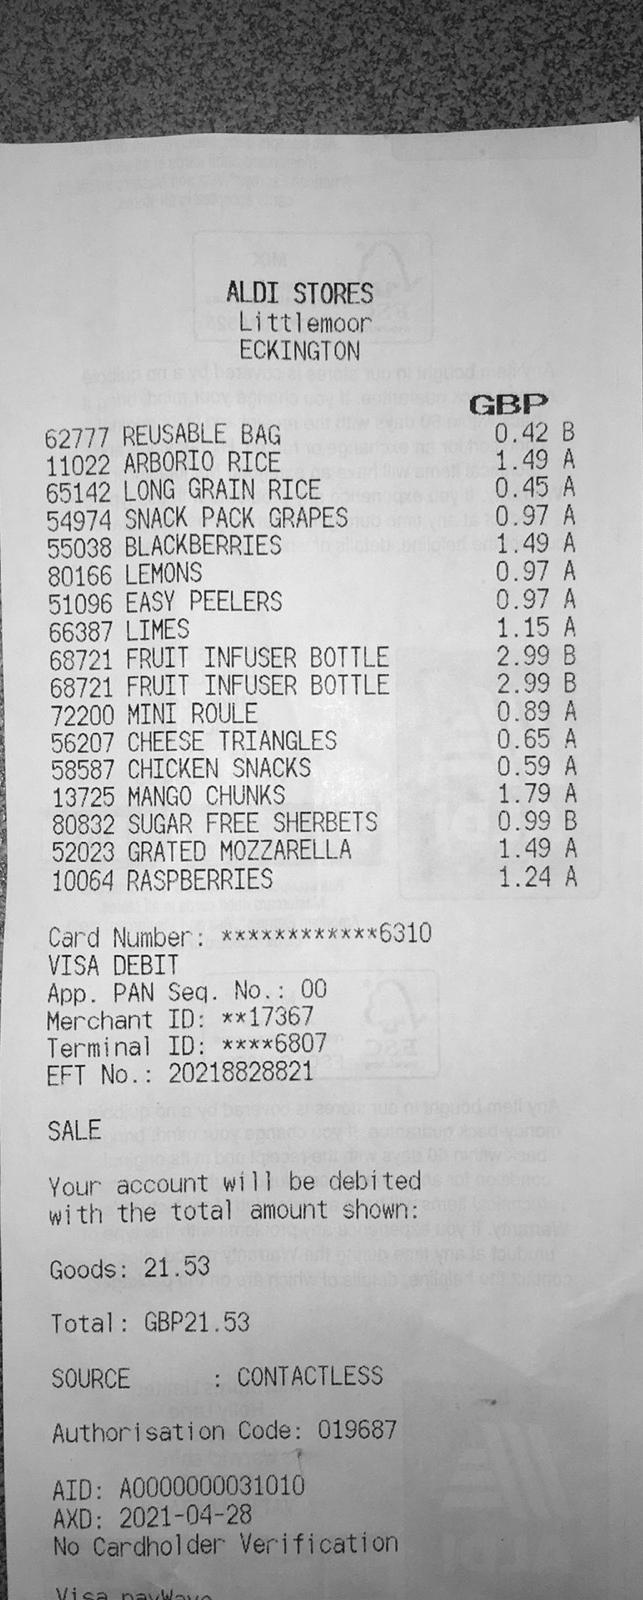 ALDI STORES
Littlemoor
ECKINGTON
GBP
62777 REUSABLE BAG 0.42 B
11022 ARBORIO RICE 1.49 A
65142 LONG GRAIN RICE 0.45 A
54974 SNACK PACK GRAPES 0.97 A
55038 BLACKBERRIES 1.49 A
80166 LEMONS 0.97 A
51096 EASY PEELERS 0.97 A
66387 LIMES 1.15 A
68721 FRUIT INFUSER BOTTLE 2.99 B
68721 FRUIT INFUSER BOTTLE 2.99 B
72200 MINI ROULE 0.89 A
56207 CHEESE TRIANGLES 0.65 A
58587 CHICKEN SNACKS 0.59 A
13725 MANGO CHUNKS 1.79 A
80832 SUGAR FREE SHERBETS 0.99 B
52023 GRATED MOZZARELLA 1.49 A
10064 RASPBERRIES 1.24 A
Card Number: ************6310
VISA DEBIT
App. PAN Seq. No.: 00
Merchant ID: **17367
Terminal ID: ****6807
EFT No.: 20218828821
SALE
Your account will be debited
with the total amount shown:
Goods: 21.53
Total: GBP21.53
SOURCE : CONTACTLESS
Authorisation Code: 019687
AID: A0000000031010
AXD: 2021-04-28
No Cardholder Verification
Visa payWave